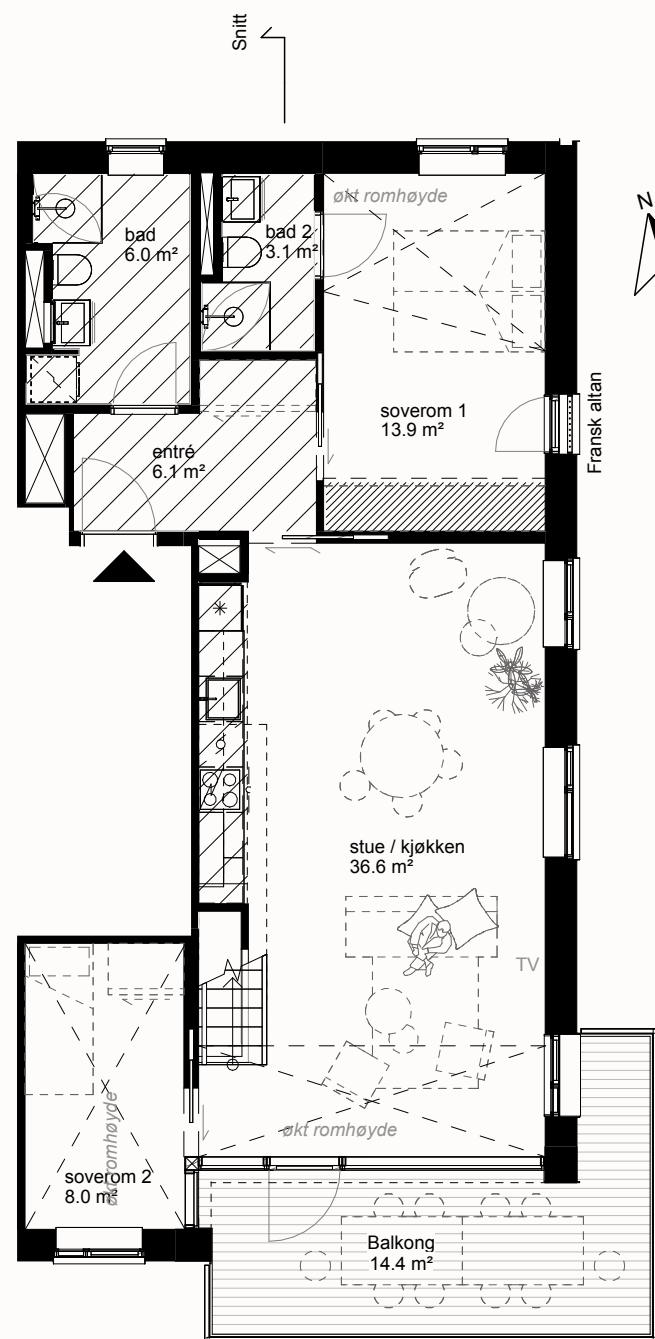 Snitt
N
økt romhøyde
bad
6.0 m²
bad 2
3.1 m²
soverom 1
13.9 m²
Fransk altan
entré
6.1 m²
stue / kjøkken
36.6 m²
TV
økt romhøyde
økt romhøyde
soverom 2
8.0 m²
Balkong
14.4 m²